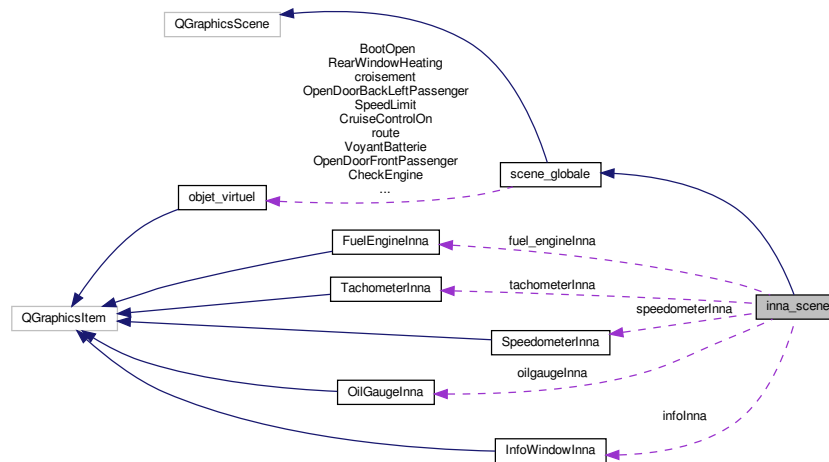 QGraphicsScene
BootOpen
RearWindowHeating
croisement
OpenDoorBackLeftPassenger
SpeedLimit
CruiseControlOn
route
VoyantBatterie
OpenDoorFrontPassenger
CheckEngine
...
scene_globale
objet_virtuel
FuelEngineInna
fuel_engineInna
TachometerInna
tachometerInna
inna_scene
QGraphicsItem
speedometerInna
SpeedometerInna
oilgaugeInna
OilGaugeInna
infoInna
InfoWindowInna